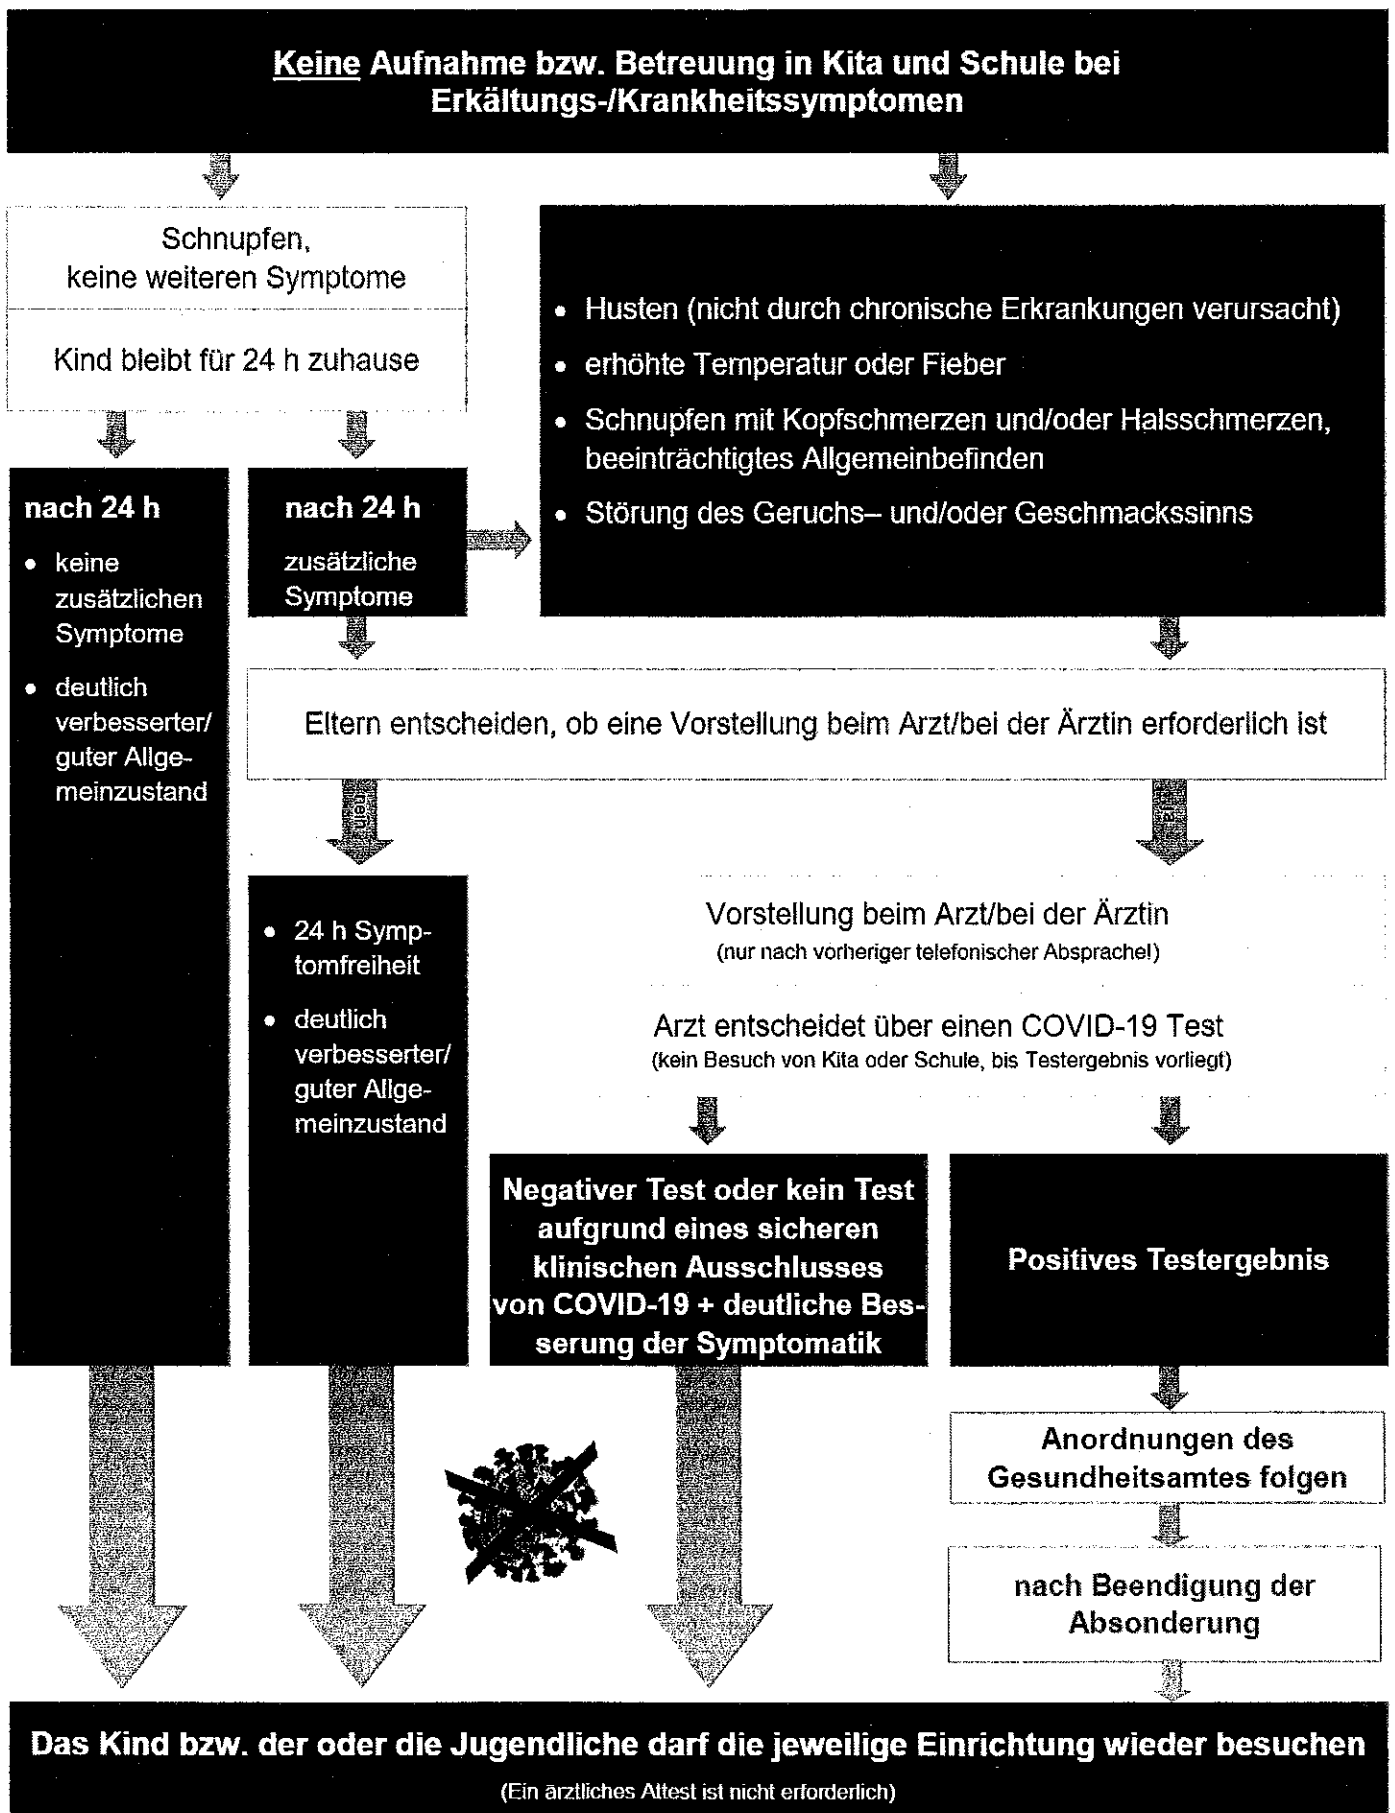 Keine Aufnahme bzw. Betreuung in Kita und Schule bei
Erkältungs-/Krankheitssymptomen
Schnupfen,
keine weiteren Symptome
Kind bleibt für 24 h zuhause
• Husten (nicht durch chronische Erkrankungen verursacht)
• erhöhte Temperatur oder Fieber
• Schnupfen mit Kopfschmerzen und/oder Halsschmerzen,
beeinträchtigtes Allgemeinbefinden
• Störung des Geruchs– und/oder Geschmackssinns
nach 24 h
• keine
zusätzlichen
Symptome
• deutlich
verbesserter/
guter Allge-
meinzustand
nach 24 h
zusätzliche
Symptome
Eltern entscheiden, ob eine Vorstellung beim Arzt/bei der Ärztin erforderlich ist
nein
ja
• 24 h Symp-
tomfreiheit
• deutlich
verbesserter/
guter Allge-
meinzustand
Vorstellung beim Arzt/bei der Ärztin
(nur nach vorheriger telefonischer Absprache!)
Arzt entscheidet über einen COVID-19 Test
(kein Besuch von Kita oder Schule, bis Testergebnis vorliegt)
Negativer Test oder kein Test
aufgrund eines sicheren
klinischen Ausschlusses
von COVID-19 + deutliche Bes-
serung der Symptomatik
Positives Testergebnis
Anordnungen des
Gesundheitsamtes folgen
nach Beendigung der
Absonderung
Das Kind bzw. der oder die Jugendliche darf die jeweilige Einrichtung wieder besuchen
(Ein ärztliches Attest ist nicht erforderlich)